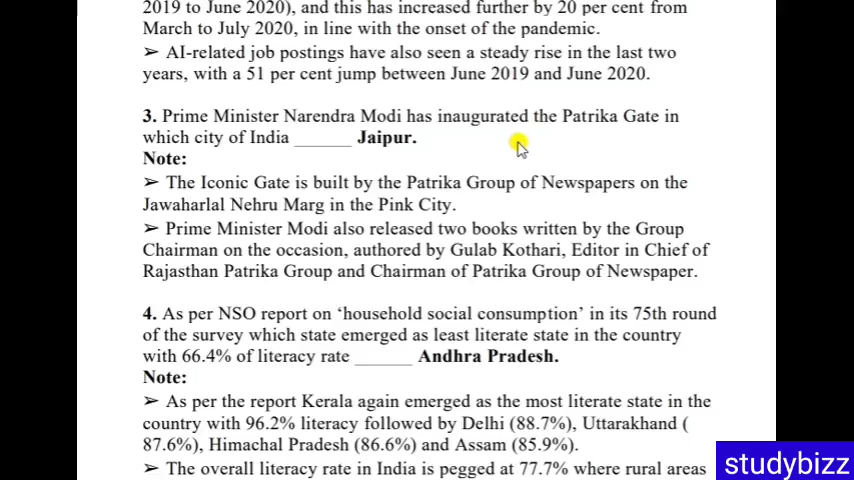 2019 to June 2020), and this has increased further by 20 per cent from
March to July 2020, in line with the onset of the pandemic.
➢ AI-related job postings have also seen a steady rise in the last two
years, with a 51 per cent jump between June 2019 and June 2020.
3. Prime Minister Narendra Modi has inaugurated the Patrika Gate in
which city of India ______ Jaipur.
Note:
➢ The Iconic Gate is built by the Patrika Group of Newspapers on the
Jawaharlal Nehru Marg in the Pink City.
➢ Prime Minister Modi also released two books written by the Group
Chairman on the occasion, authored by Gulab Kothari, Editor in Chief of
Rajasthan Patrika Group and Chairman of Patrika Group of Newspaper.
4. As per NSO report on ‘household social consumption’ in its 75th round
of the survey which state emerged as least literate state in the country
with 66.4% of literacy rate ______ Andhra Pradesh.
Note:
➢ As per the report Kerala again emerged as the most literate state in the
country with 96.2% literacy followed by Delhi (88.7%), Uttarakhand (
87.6%), Himachal Pradesh (86.6%) and Assam (85.9%).
➢ The overall literacy rate in India is pegged at 77.7% where rural areas
studybizz